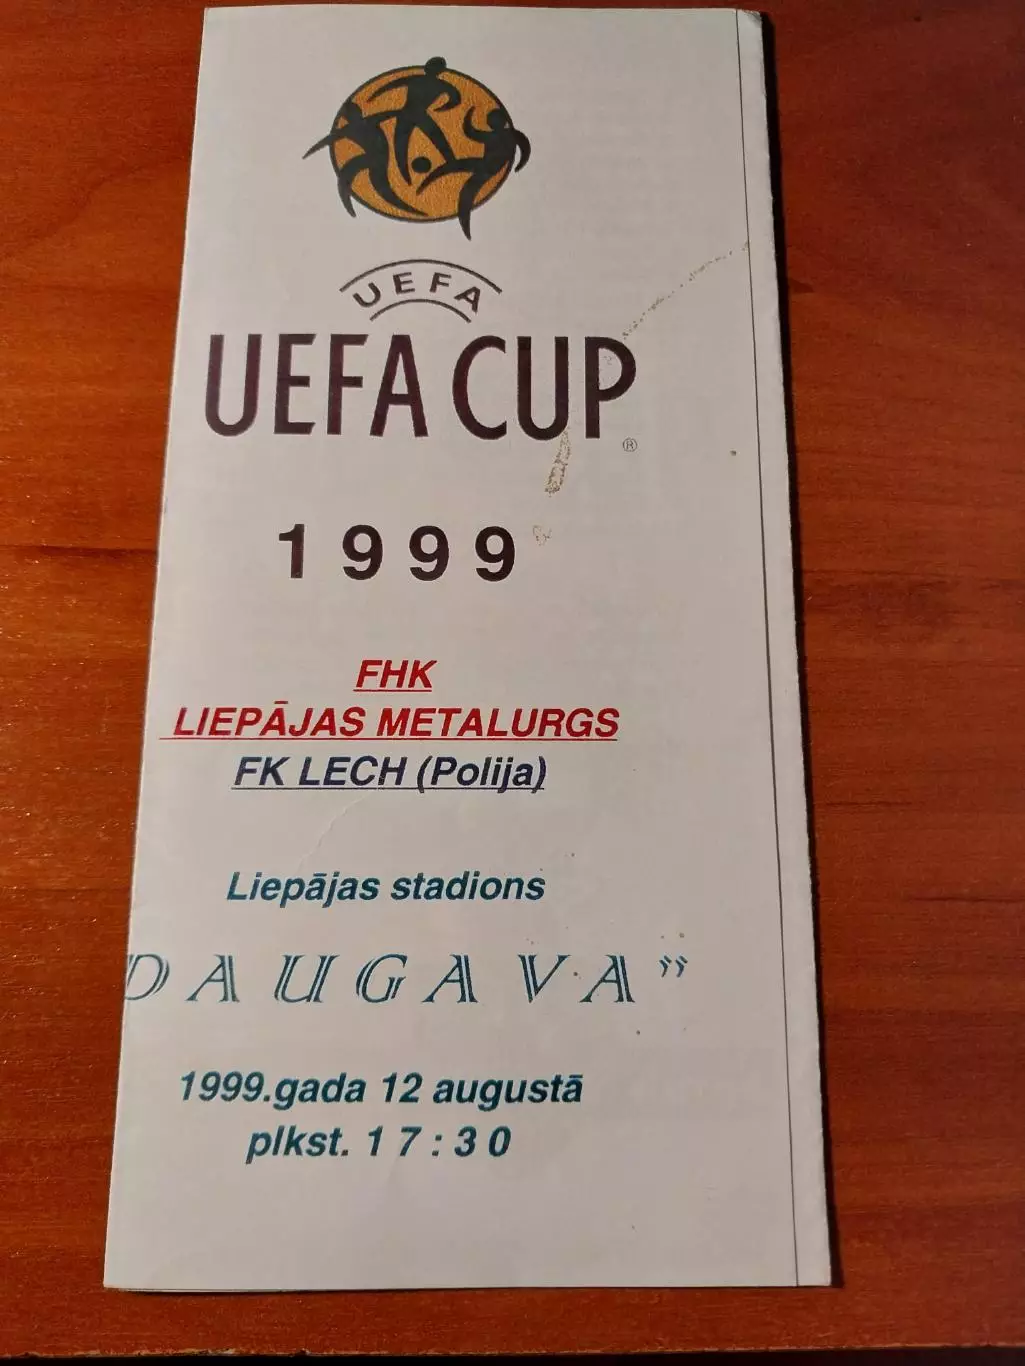 UEFA
UEFA CUP
®
1999
FHK
LIEPĀJAS METALURGS
FK LECH (Polija)
Liepājas stadions
DAUGAVA”
1999.gada 12 augustā
plkst. 17:30